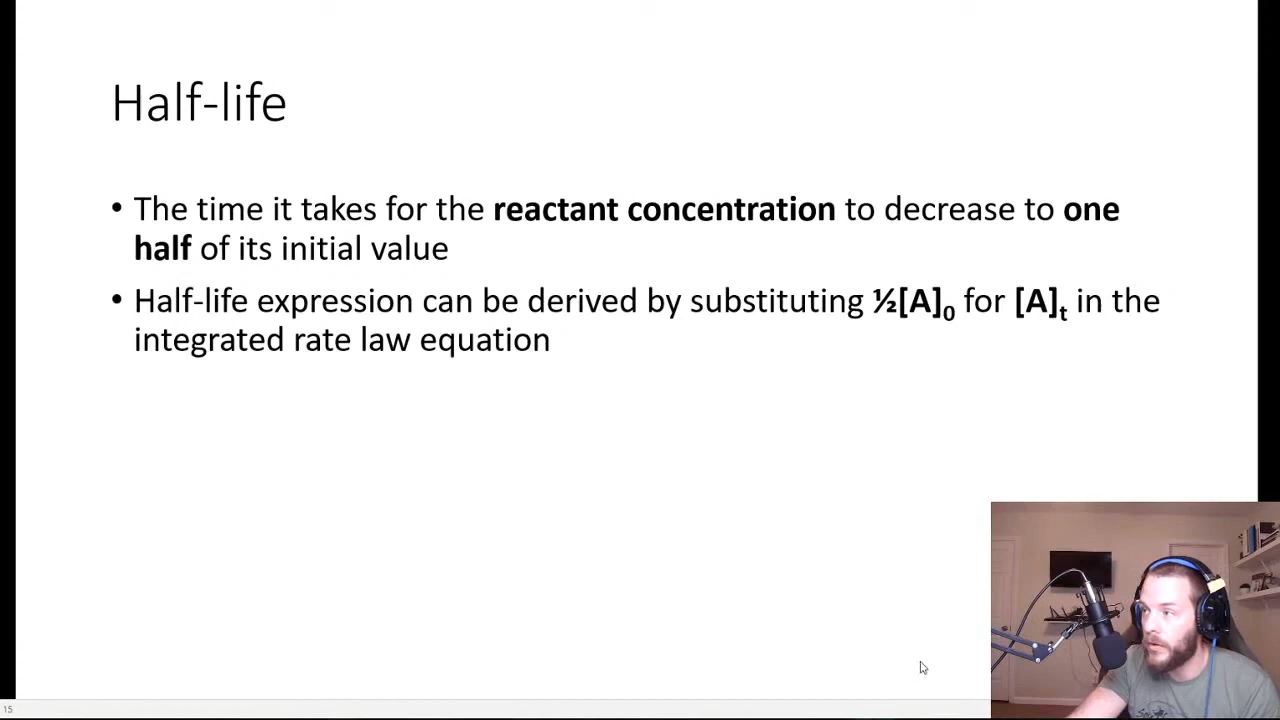 Half-life
• The time it takes for the reactant concentration to decrease to one
half of its initial value
• Half-life expression can be derived by substituting ½[A]₀ for [A]ₜ in the
integrated rate law equation
15